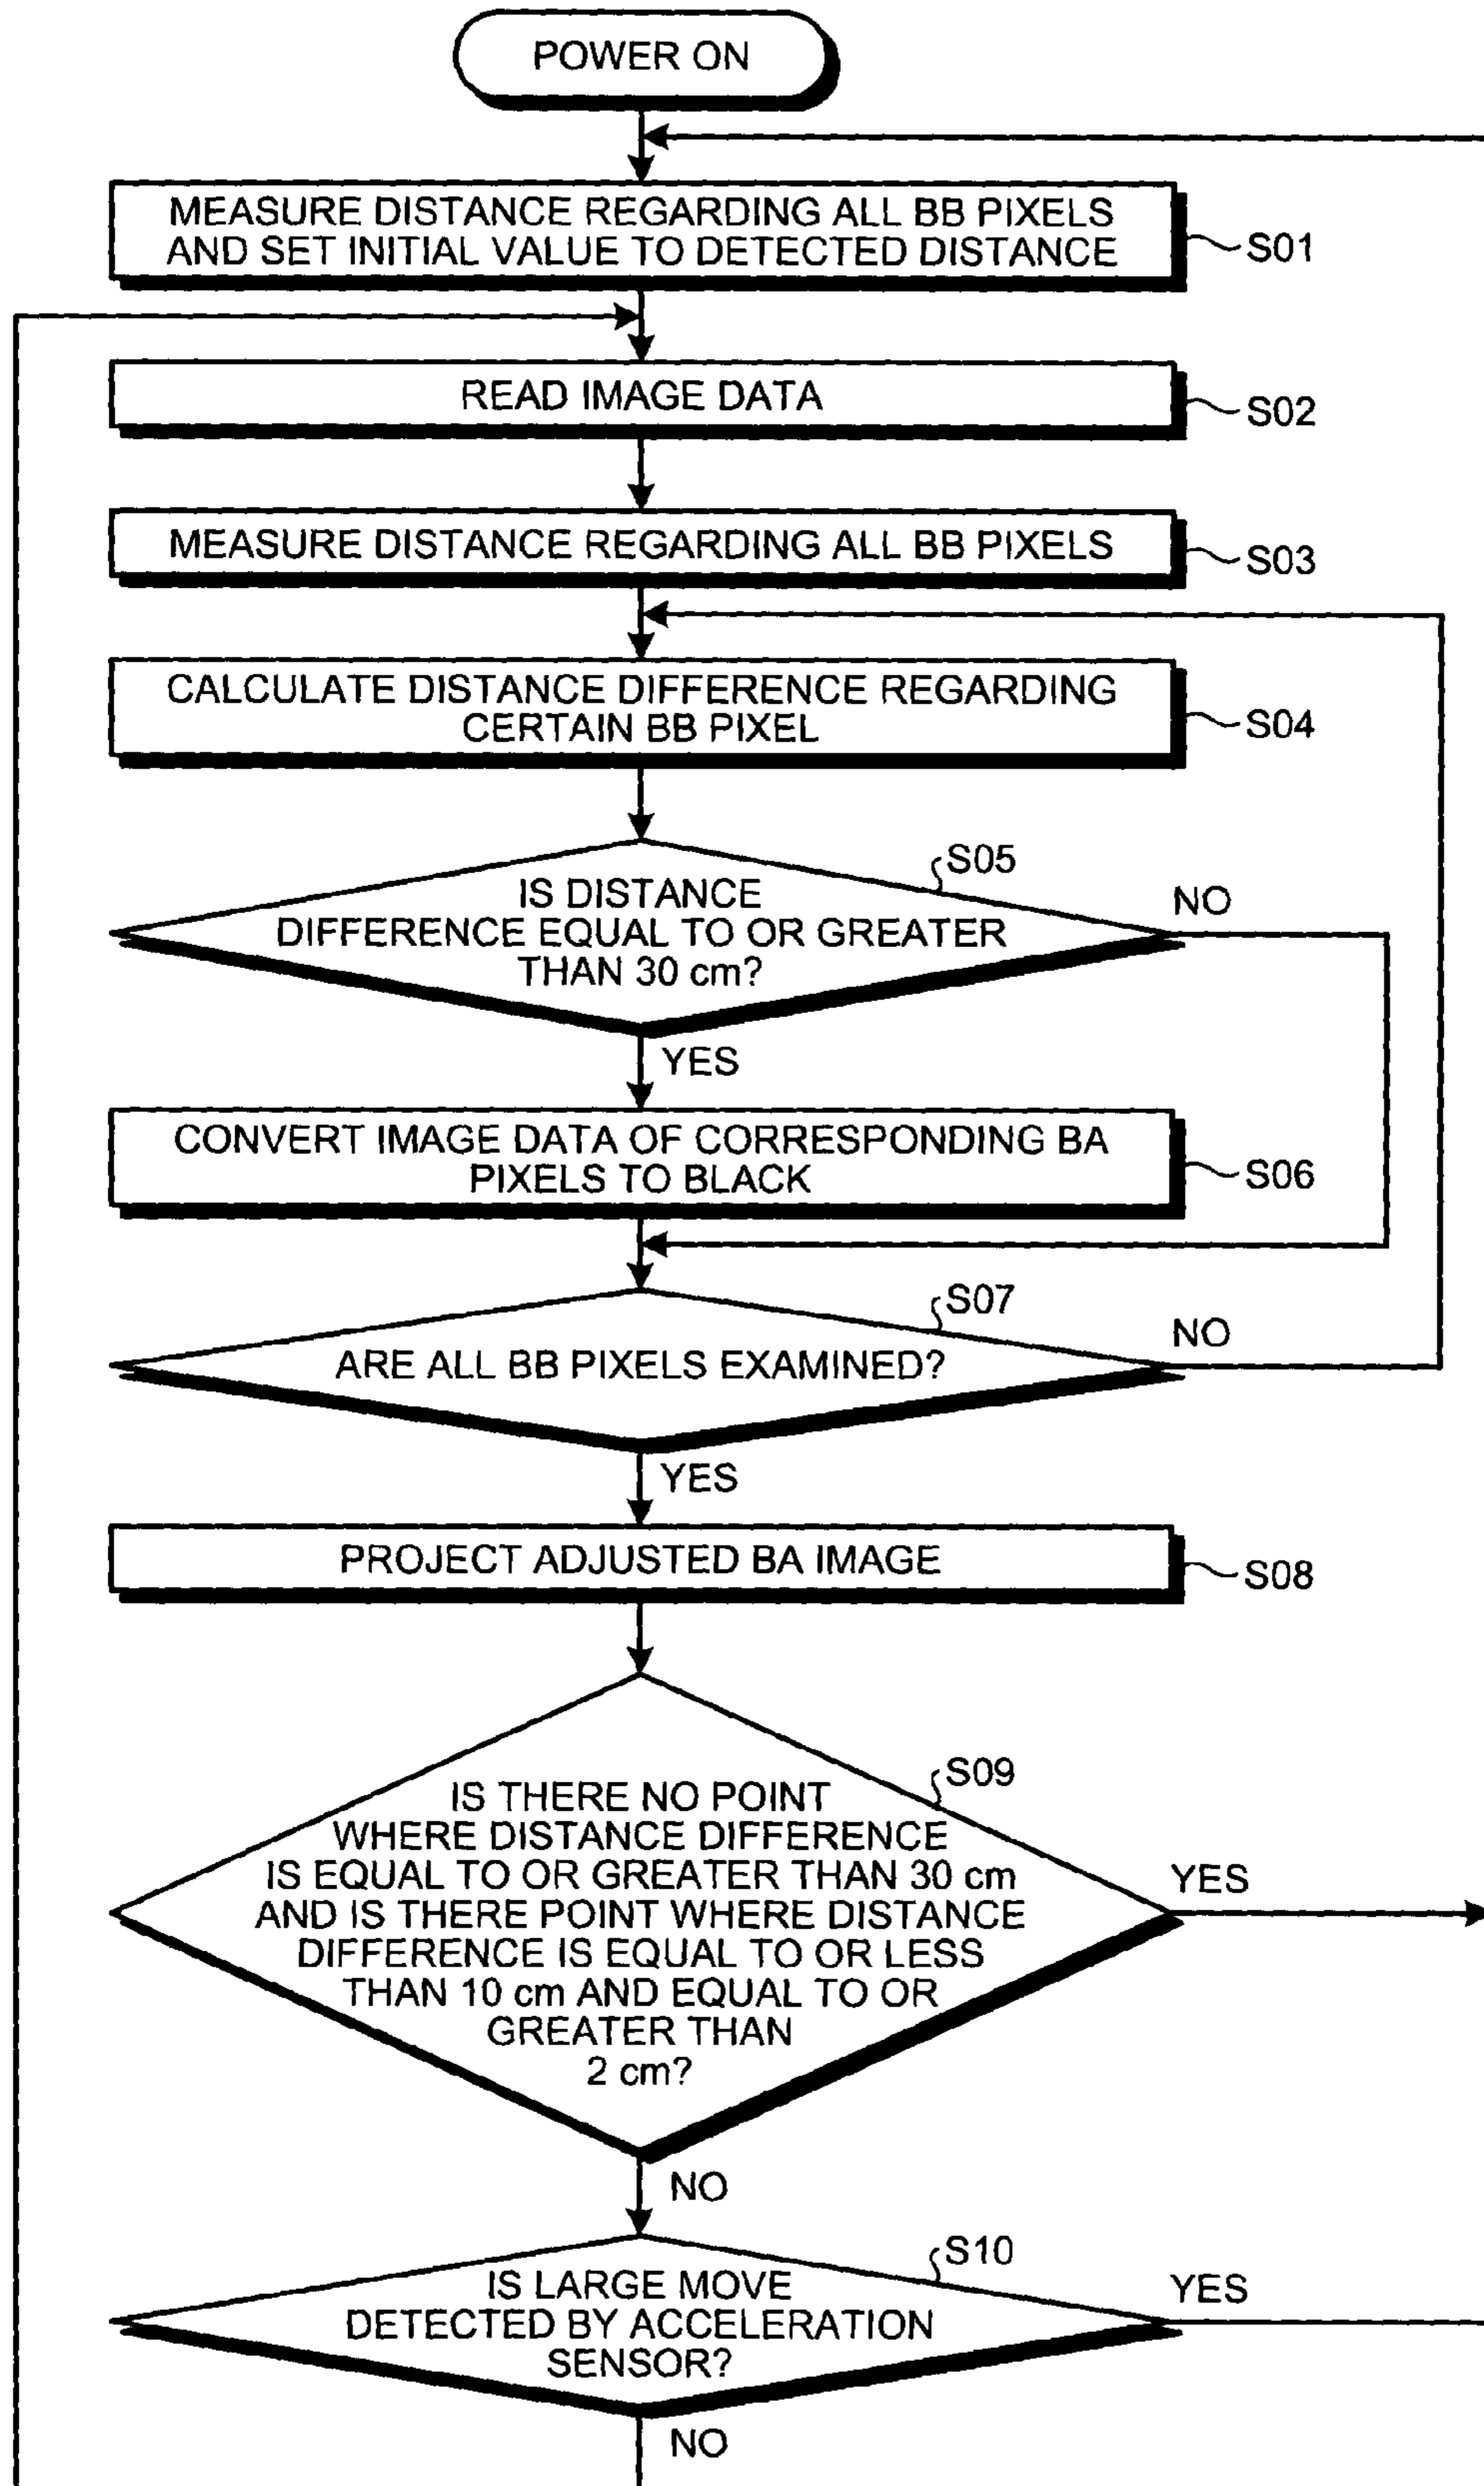 POWER ON
MEASURE DISTANCE REGARDING ALL BB PIXELS
AND SET INITIAL VALUE TO DETECTED DISTANCE
S01
READ IMAGE DATA
S02
MEASURE DISTANCE REGARDING ALL BB PIXELS
S03
CALCULATE DISTANCE DIFFERENCE REGARDING
CERTAIN BB PIXEL
S04
S05
IS DISTANCE
DIFFERENCE EQUAL TO OR GREATER
THAN 30 cm?
NO
YES
CONVERT IMAGE DATA OF CORRESPONDING BA
PIXELS TO BLACK
S06
S07
ARE ALL BB PIXELS EXAMINED?
NO
YES
PROJECT ADJUSTED BA IMAGE
S08
S09
IS THERE NO POINT
WHERE DISTANCE DIFFERENCE
IS EQUAL TO OR GREATER THAN 30 cm
AND IS THERE POINT WHERE DISTANCE
DIFFERENCE IS EQUAL TO OR LESS
THAN 10 cm AND EQUAL TO OR
GREATER THAN
2 cm?
YES
NO
S10
IS LARGE MOVE
DETECTED BY ACCELERATION
SENSOR?
YES
NO